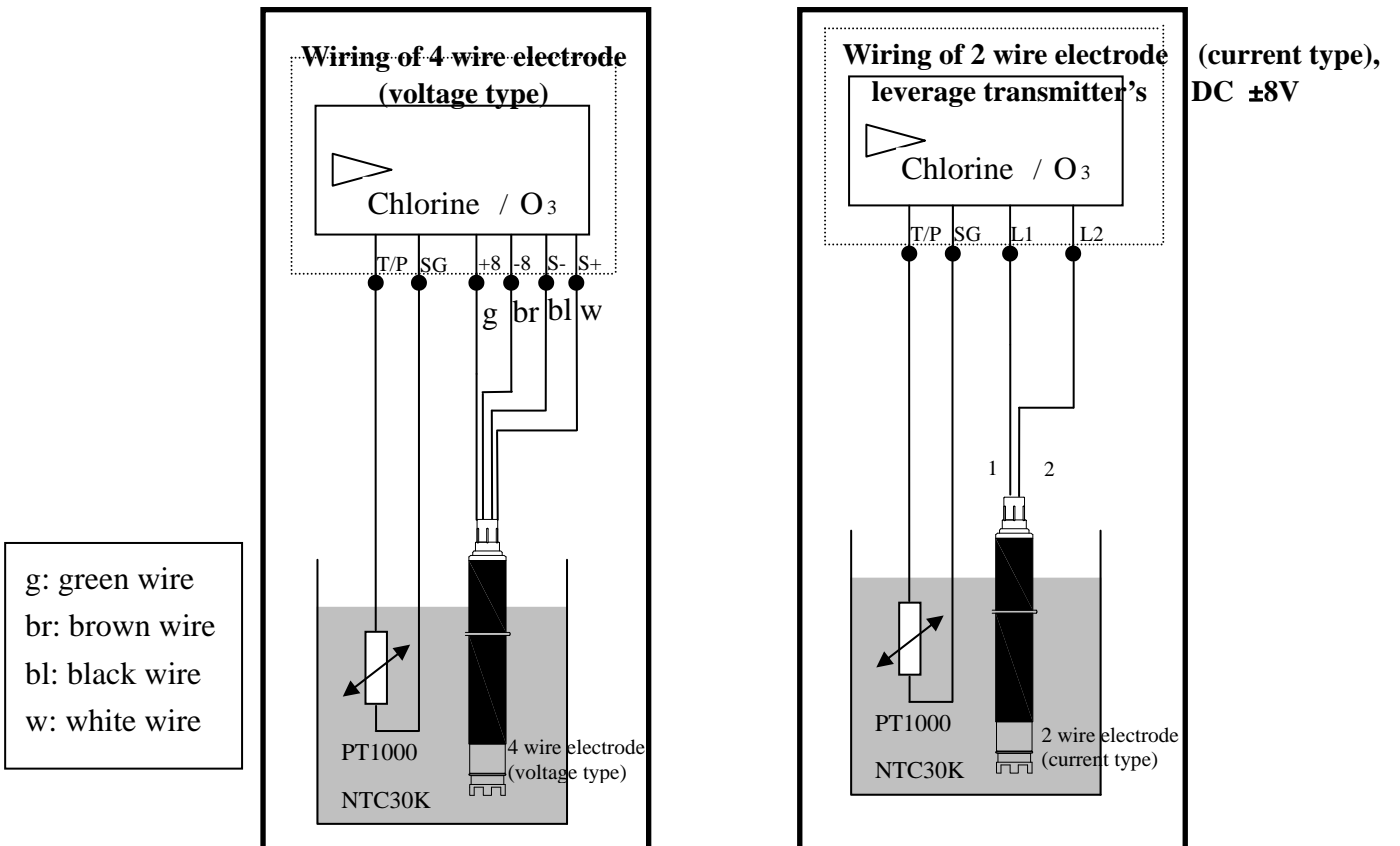 Wiring of 4 wire electrode
(voltage type)
Chlorine / O3
T/P SG +8 -8 S- S+
g br bl w
PT1000
NTC30K
4 wire electrode
(voltage type)
g: green wire
br: brown wire
bl: black wire
w: white wire
Wiring of 2 wire electrode (current type),
leverage transmitter's DC ±8V
Chlorine / O3
T/P SG L1 L2
1 2
PT1000
NTC30K
2 wire electrode
(current type)